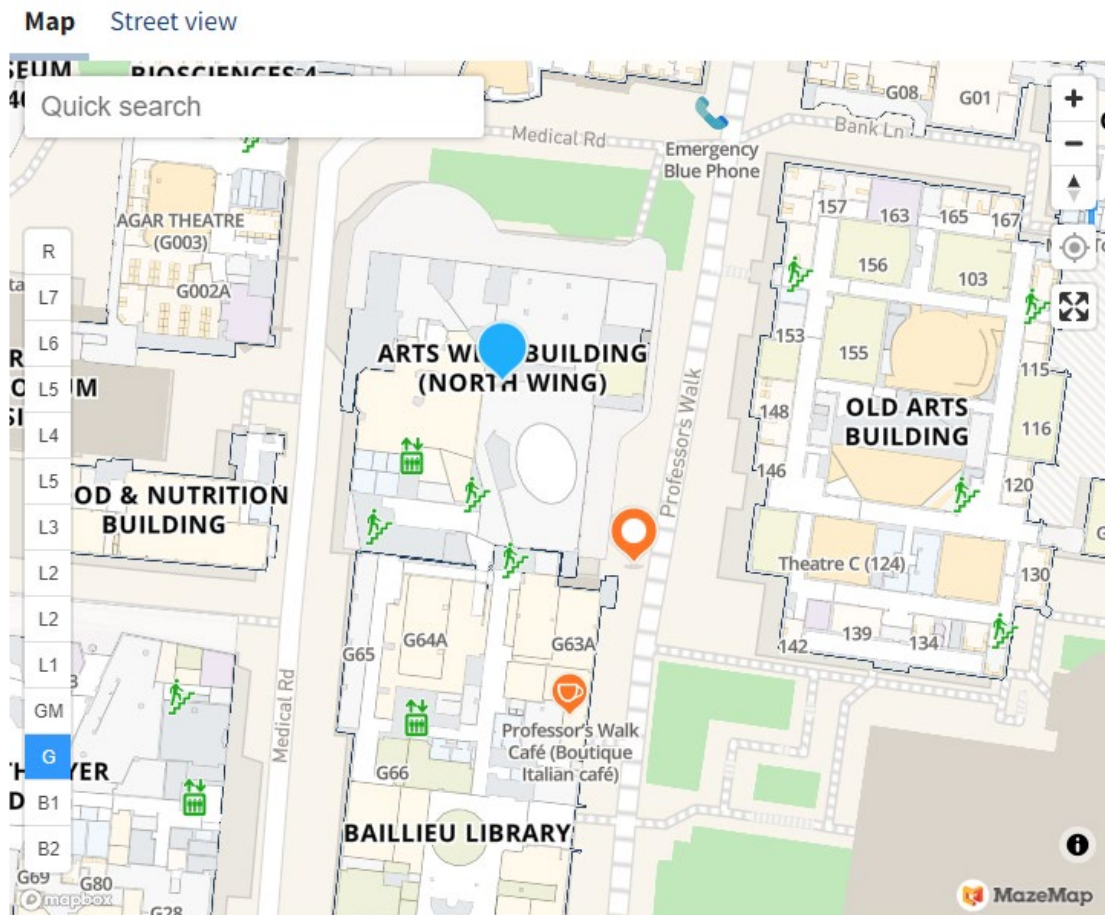 Map Street view
SEUM
BIOSCIENCES 4
Quick search
G08
G01
Medical Rd
Bank Ln
Emergency
Blue Phone
AGAR THEATRE
(G003)
G002A
157
163
165
167
156
103
153
155
115
ARTS WEST BUILDING
(NORTH WING)
148
116
OLD ARTS
BUILDING
146
120
Professors Walk
OD & NUTRITION
BUILDING
Theatre C (124)
130
142
139
134
G65
G64A
G63A
Medical Rd
Professor's Walk
Café (Boutique
Italian café)
G66
BAILLIEU LIBRARY
YER
G69
G80
G28
R
L7
L6
L5
L4
L5
L3
L2
L2
L1
GM
G
B1
B2
mapbox
MazeMap